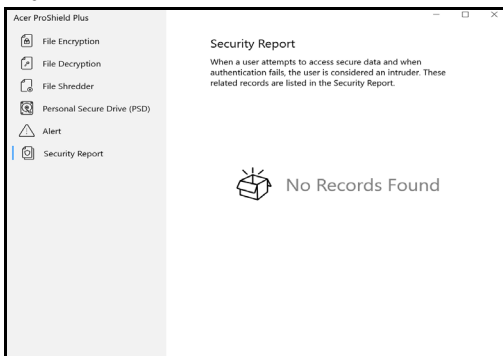 Acer ProShield Plus
File Encryption
File Decryption
File Shredder
Personal Secure Drive (PSD)
Alert
Security Report
Security Report
When a user attempts to access secure data and when
authentication fails, the user is considered an intruder. These
related records are listed in the Security Report.
No Records Found